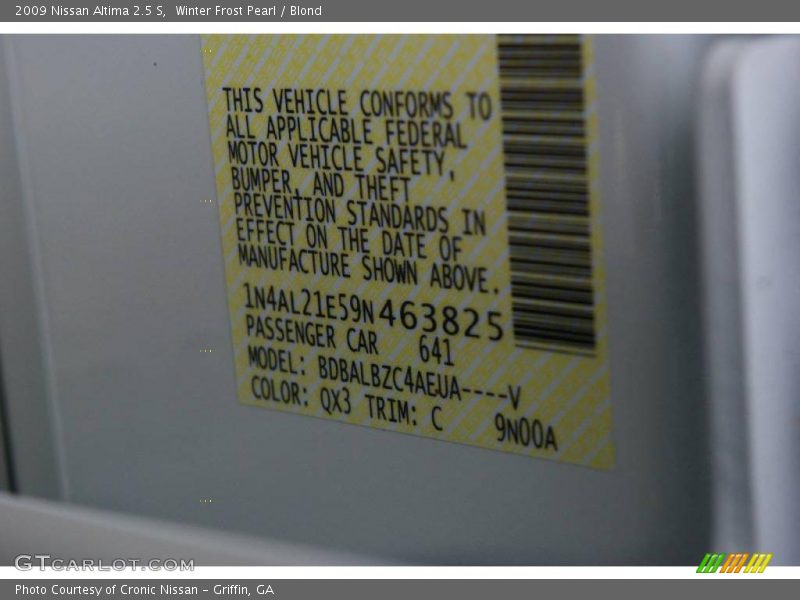 2009 Nissan Altima 2.5 S,  Winter Frost Pearl / Blond
THIS VEHICLE CONFORMS TO
ALL APPLICABLE FEDERAL
MOTOR VEHICLE SAFETY,
BUMPER, AND THEFT
PREVENTION STANDARDS IN
EFFECT ON THE DATE OF
MANUFACTURE SHOWN ABOVE.
1N4AL21E59N463825
PASSENGER CAR 641
MODEL: BDBALBZC4AEUA----V
COLOR: QX3 TRIM: C 9N00A
GTCARLOT.COM
Photo Courtesy of Cronic Nissan - Griffin, GA